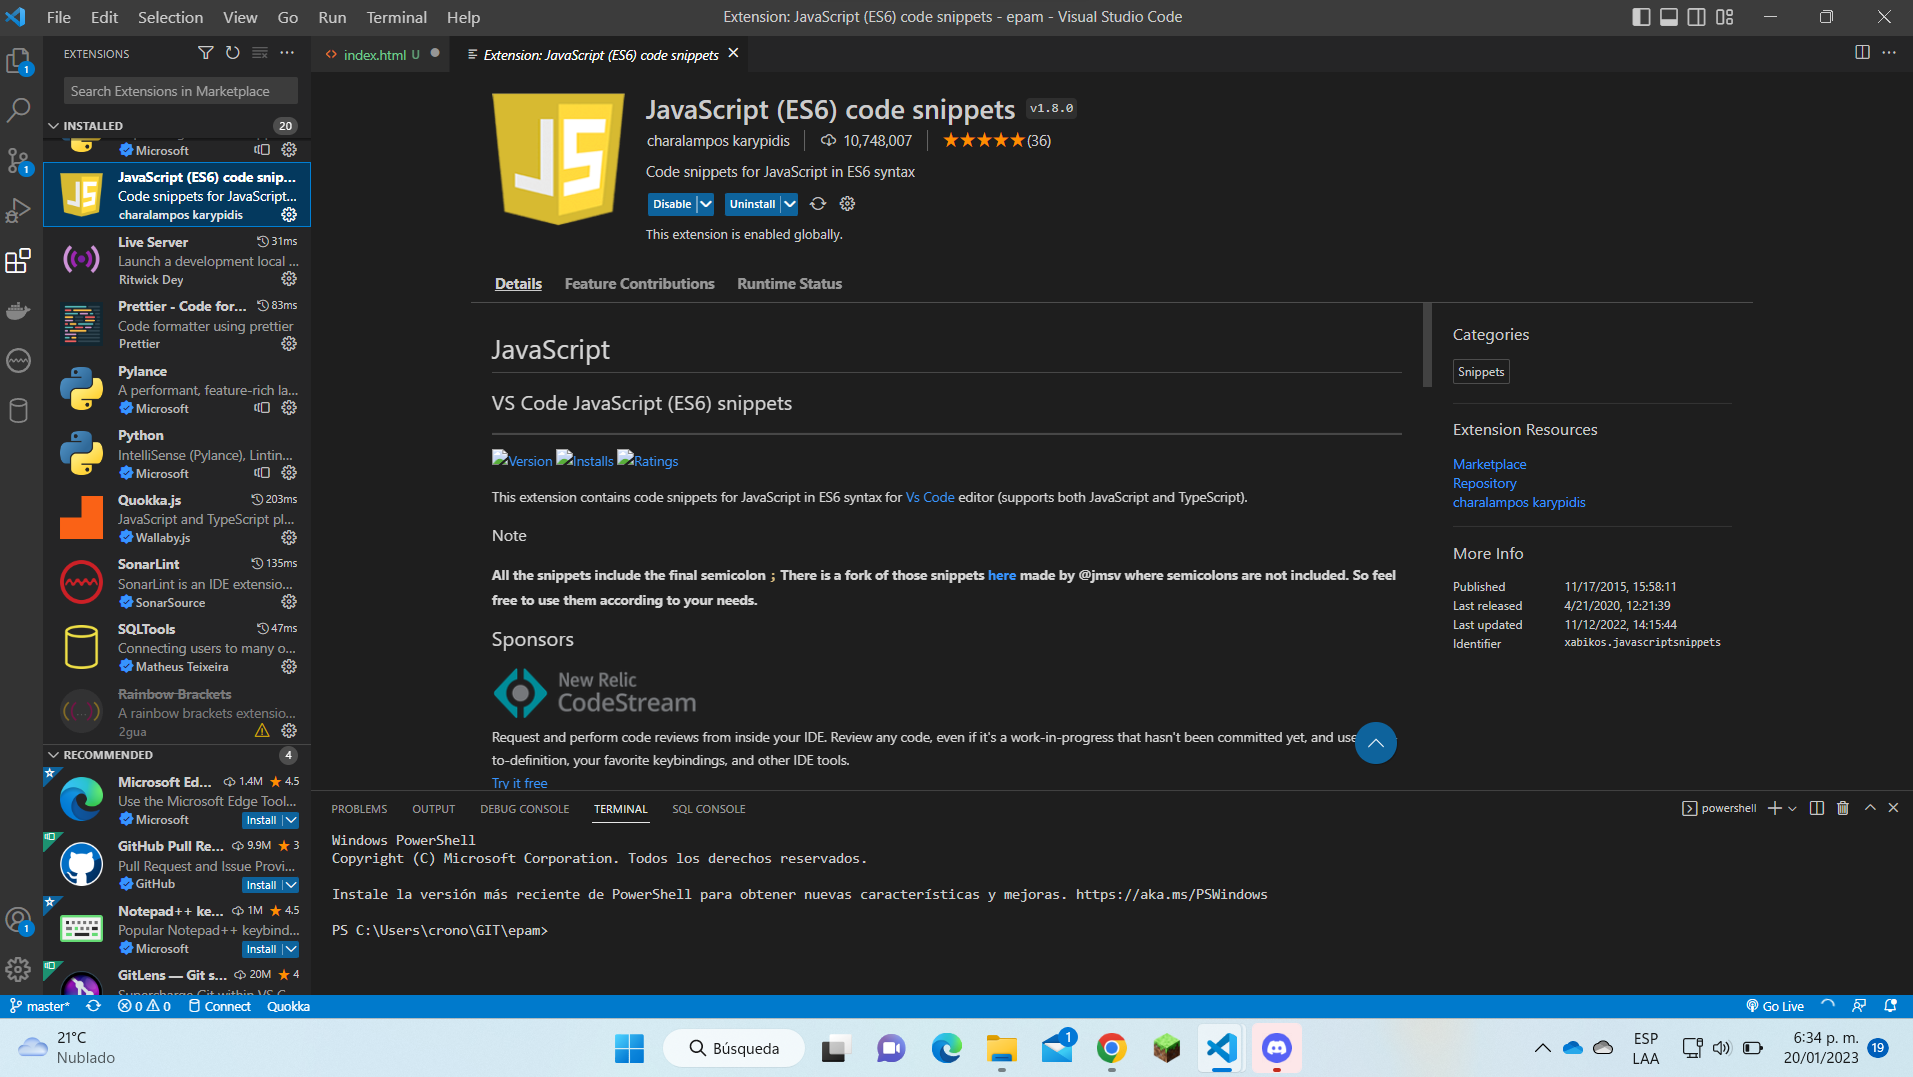 File Edit Selection View Go Run Terminal Help
Extension: JavaScript (ES6) code snippets - epam - Visual Studio Code
EXTENSIONS
Search Extensions in Marketplace
INSTALLED 20
Microsoft
JavaScript (ES6) code snip...
Code snippets for JavaScript...
charalampos karypidis
Live Server 31ms
Launch a development local ...
Ritwick Dey
Prettier - Code for... 83ms
Code formatter using prettier
Prettier
Pylance
A performant, feature-rich la...
Microsoft
Python
IntelliSense (Pylance), Lintin...
Microsoft
Quokka.js 203ms
JavaScript and TypeScript pl...
Wallaby.js
SonarLint 135ms
SonarLint is an IDE extensio...
SonarSource
SQLTools 47ms
Connecting users to many o...
Matheus Teixeira
Rainbow Brackets
A rainbow brackets extensio...
2gua
RECOMMENDED 4
Microsoft Ed... 1.4M 4.5
Use the Microsoft Edge Tool...
Microsoft Install
GitHub Pull Re... 9.9M 3
Pull Request and Issue Provi...
GitHub Install
Notepad++ ke... 1M 4.5
Popular Notepad++ keybind...
Microsoft Install
GitLens — Git s... 20M 4
index.html U
Extension: JavaScript (ES6) code snippets
JS
JavaScript (ES6) code snippets v1.8.0
charalampos karypidis 10,748,007 (36)
Code snippets for JavaScript in ES6 syntax
Disable Uninstall
This extension is enabled globally.
Details Feature Contributions Runtime Status
JavaScript
VS Code JavaScript (ES6) snippets
Version Installs Ratings
This extension contains code snippets for JavaScript in ES6 syntax for Vs Code editor (supports both JavaScript and TypeScript).
Note
All the snippets include the final semicolon ; There is a fork of those snippets here made by @jmsv where semicolons are not included. So feel
free to use them according to your needs.
Sponsors
New Relic
CodeStream
Request and perform code reviews from inside your IDE. Review any code, even if it's a work-in-progress that hasn't been committed yet, and use
to-definition, your favorite keybindings, and other IDE tools.
Try it free
Categories
Snippets
Extension Resources
Marketplace
Repository
charalampos karypidis
More Info
Published 11/17/2015, 15:58:11
Last released 4/21/2020, 12:21:39
Last updated 11/12/2022, 14:15:44
Identifier xabikos.javascriptsnippets
PROBLEMS OUTPUT DEBUG CONSOLE TERMINAL SQL CONSOLE
powershell
Windows PowerShell
Copyright (C) Microsoft Corporation. Todos los derechos reservados.
Instale la versión más reciente de PowerShell para obtener nuevas características y mejoras. https://aka.ms/PSWindows
PS C:\Users\crono\GIT\epam>
master* 0 0 Connect Quokka
Go Live
21°C
Nublado
Búsqueda
1
ESP
LAA
6:34 p. m.
20/01/2023
19